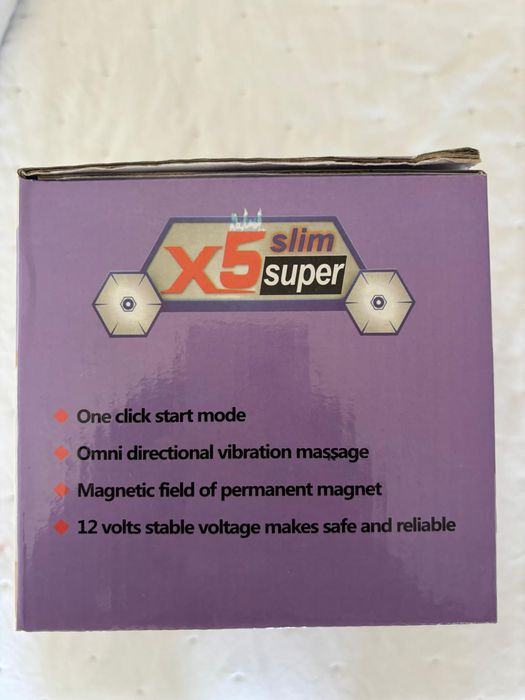 X5 slim
super
One click start mode
Omni directional vibration massage
Magnetic field of permanent magnet
12 volts stable voltage makes safe and reliable